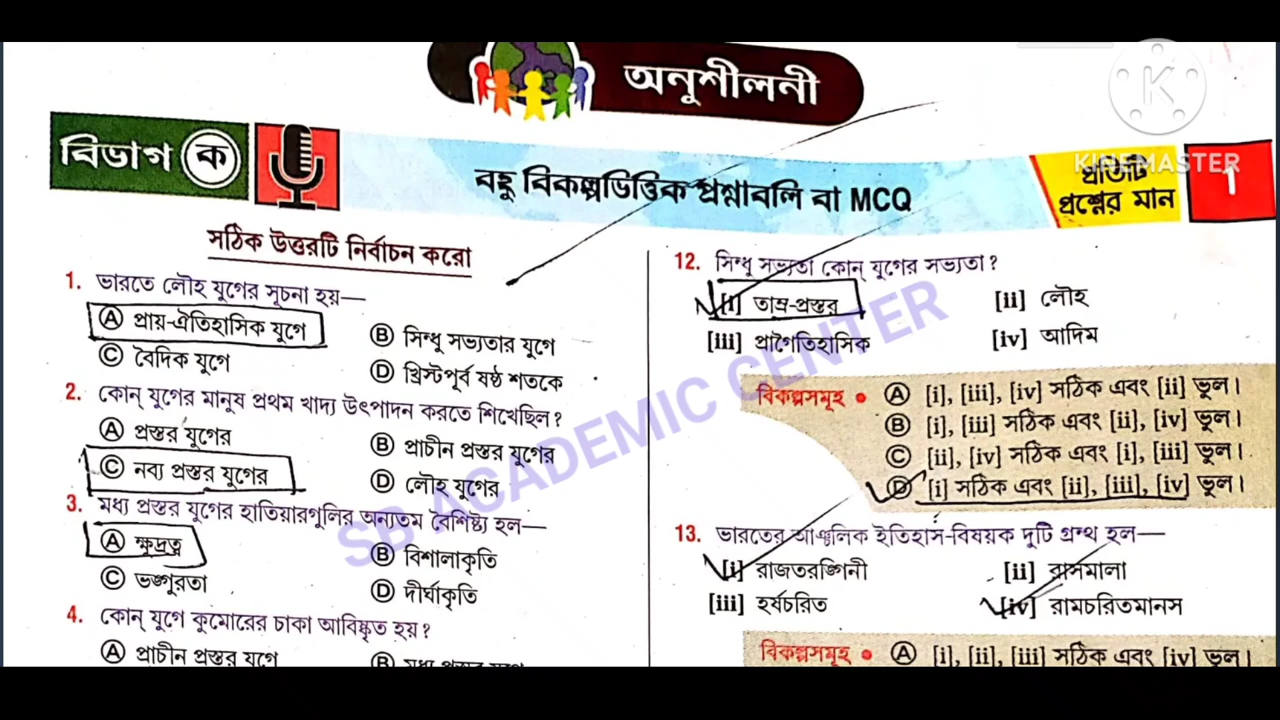 অনুশীলনী
K
KINEMASTER
বিভাগ ক
বহু বিকল্পভিত্তিক প্রশ্নাবলি বা MCQ
প্রতিটি
প্রশ্নের মান
1
সঠিক উত্তরটি নির্বাচন করো
1. ভারতে লৌহ যুগের সূচনা হয়—
A প্রায়-ঐতিহাসিক যুগে
B সিন্ধু সভ্যতার যুগে
C বৈদিক যুগে
D খ্রিস্টপূর্ব ষষ্ঠ শতকে
2. কোন্ যুগের মানুষ প্রথম খাদ্য উৎপাদন করতে শিখেছিল?
A প্রস্তর যুগের
B প্রাচীন প্রস্তর যুগের
C নব্য প্রস্তর যুগের
D লৌহ যুগের
3. মধ্য প্রস্তর যুগের হাতিয়ারগুলির অন্যতম বৈশিষ্ট্য হল—
A ক্ষুদ্রত্ব
B বিশালাকৃতি
C ভঙ্গুরতা
D দীর্ঘাকৃতি
4. কোন্ যুগে কুমোরের চাকা আবিষ্কৃত হয়?
A প্রাচীন প্রস্তর যুগে
B মধ্য প্রস্তর যুগে
12. সিন্ধু সভ্যতা কোন্ যুগের সভ্যতা?
[i] তাম্র-প্রস্তর
[ii] লৌহ
[iii] প্রাগৈতিহাসিক
[iv] আদিম
বিকল্পসমূহ • A [i], [iii], [iv] সঠিক এবং [ii] ভুল।
B [i], [iii] সঠিক এবং [ii], [iv] ভুল।
C [ii], [iv] সঠিক এবং [i], [iii] ভুল।
D [i] সঠিক এবং [ii], [iii], [iv] ভুল।
13. ভারতের আঞ্চলিক ইতিহাস-বিষয়ক দুটি গ্রন্থ হল—
[i] রাজতরঙ্গিনী
[ii] রাসমালা
[iii] হর্ষচরিত
[iv] রামচরিতমানস
বিকল্পসমূহ • A [i], [ii], [iii] সঠিক এবং [iv] ভুল।
SB ACADEMIC CENTER